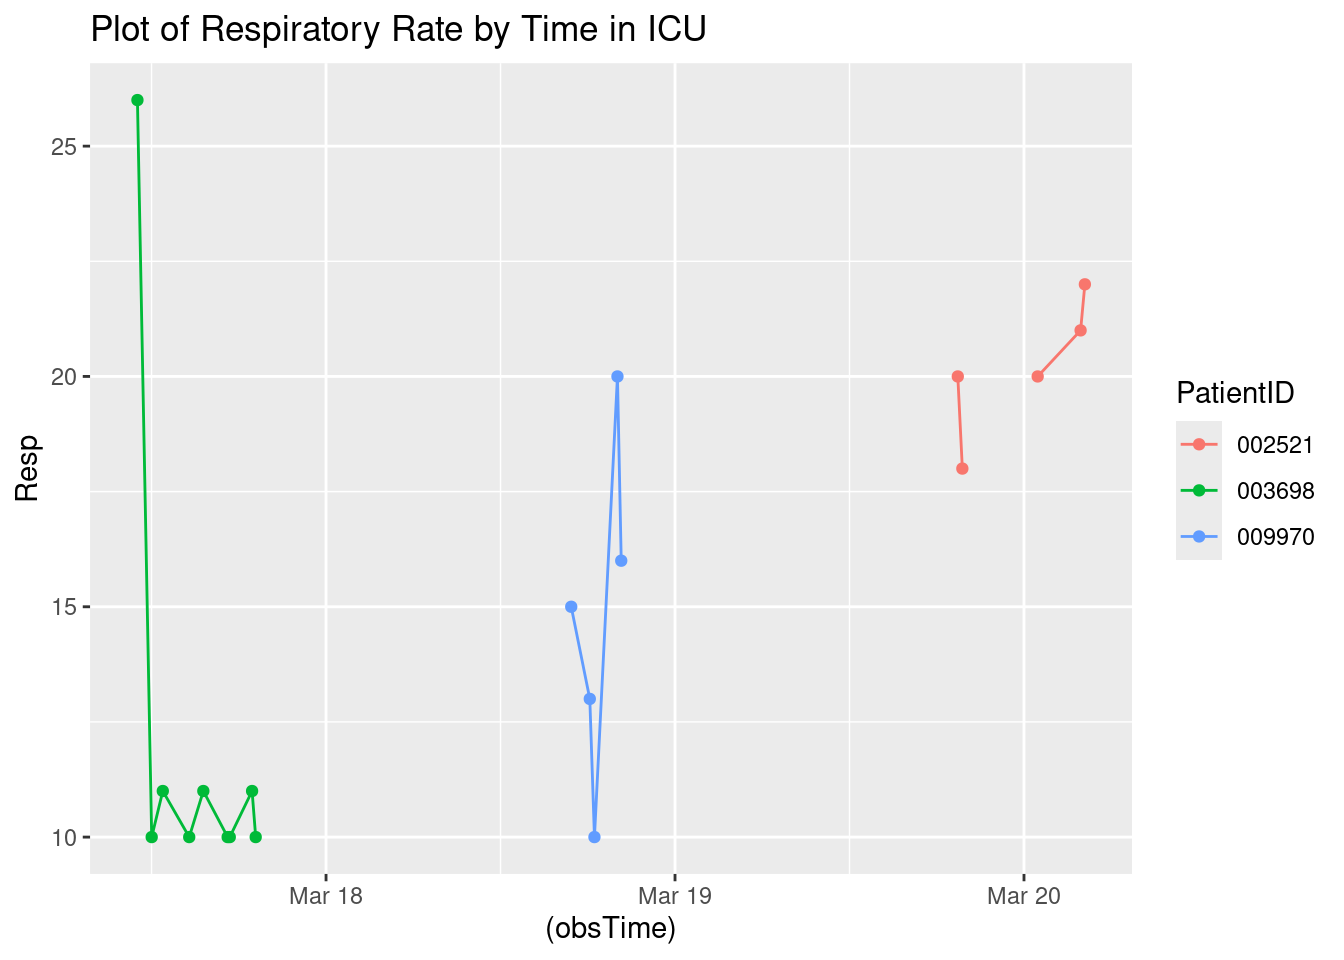 Plot of Respiratory Rate by Time in ICU
25
20
15
10
Resp
Mar 18
Mar 19
Mar 20
(obsTime)
PatientID
002521
003698
009970